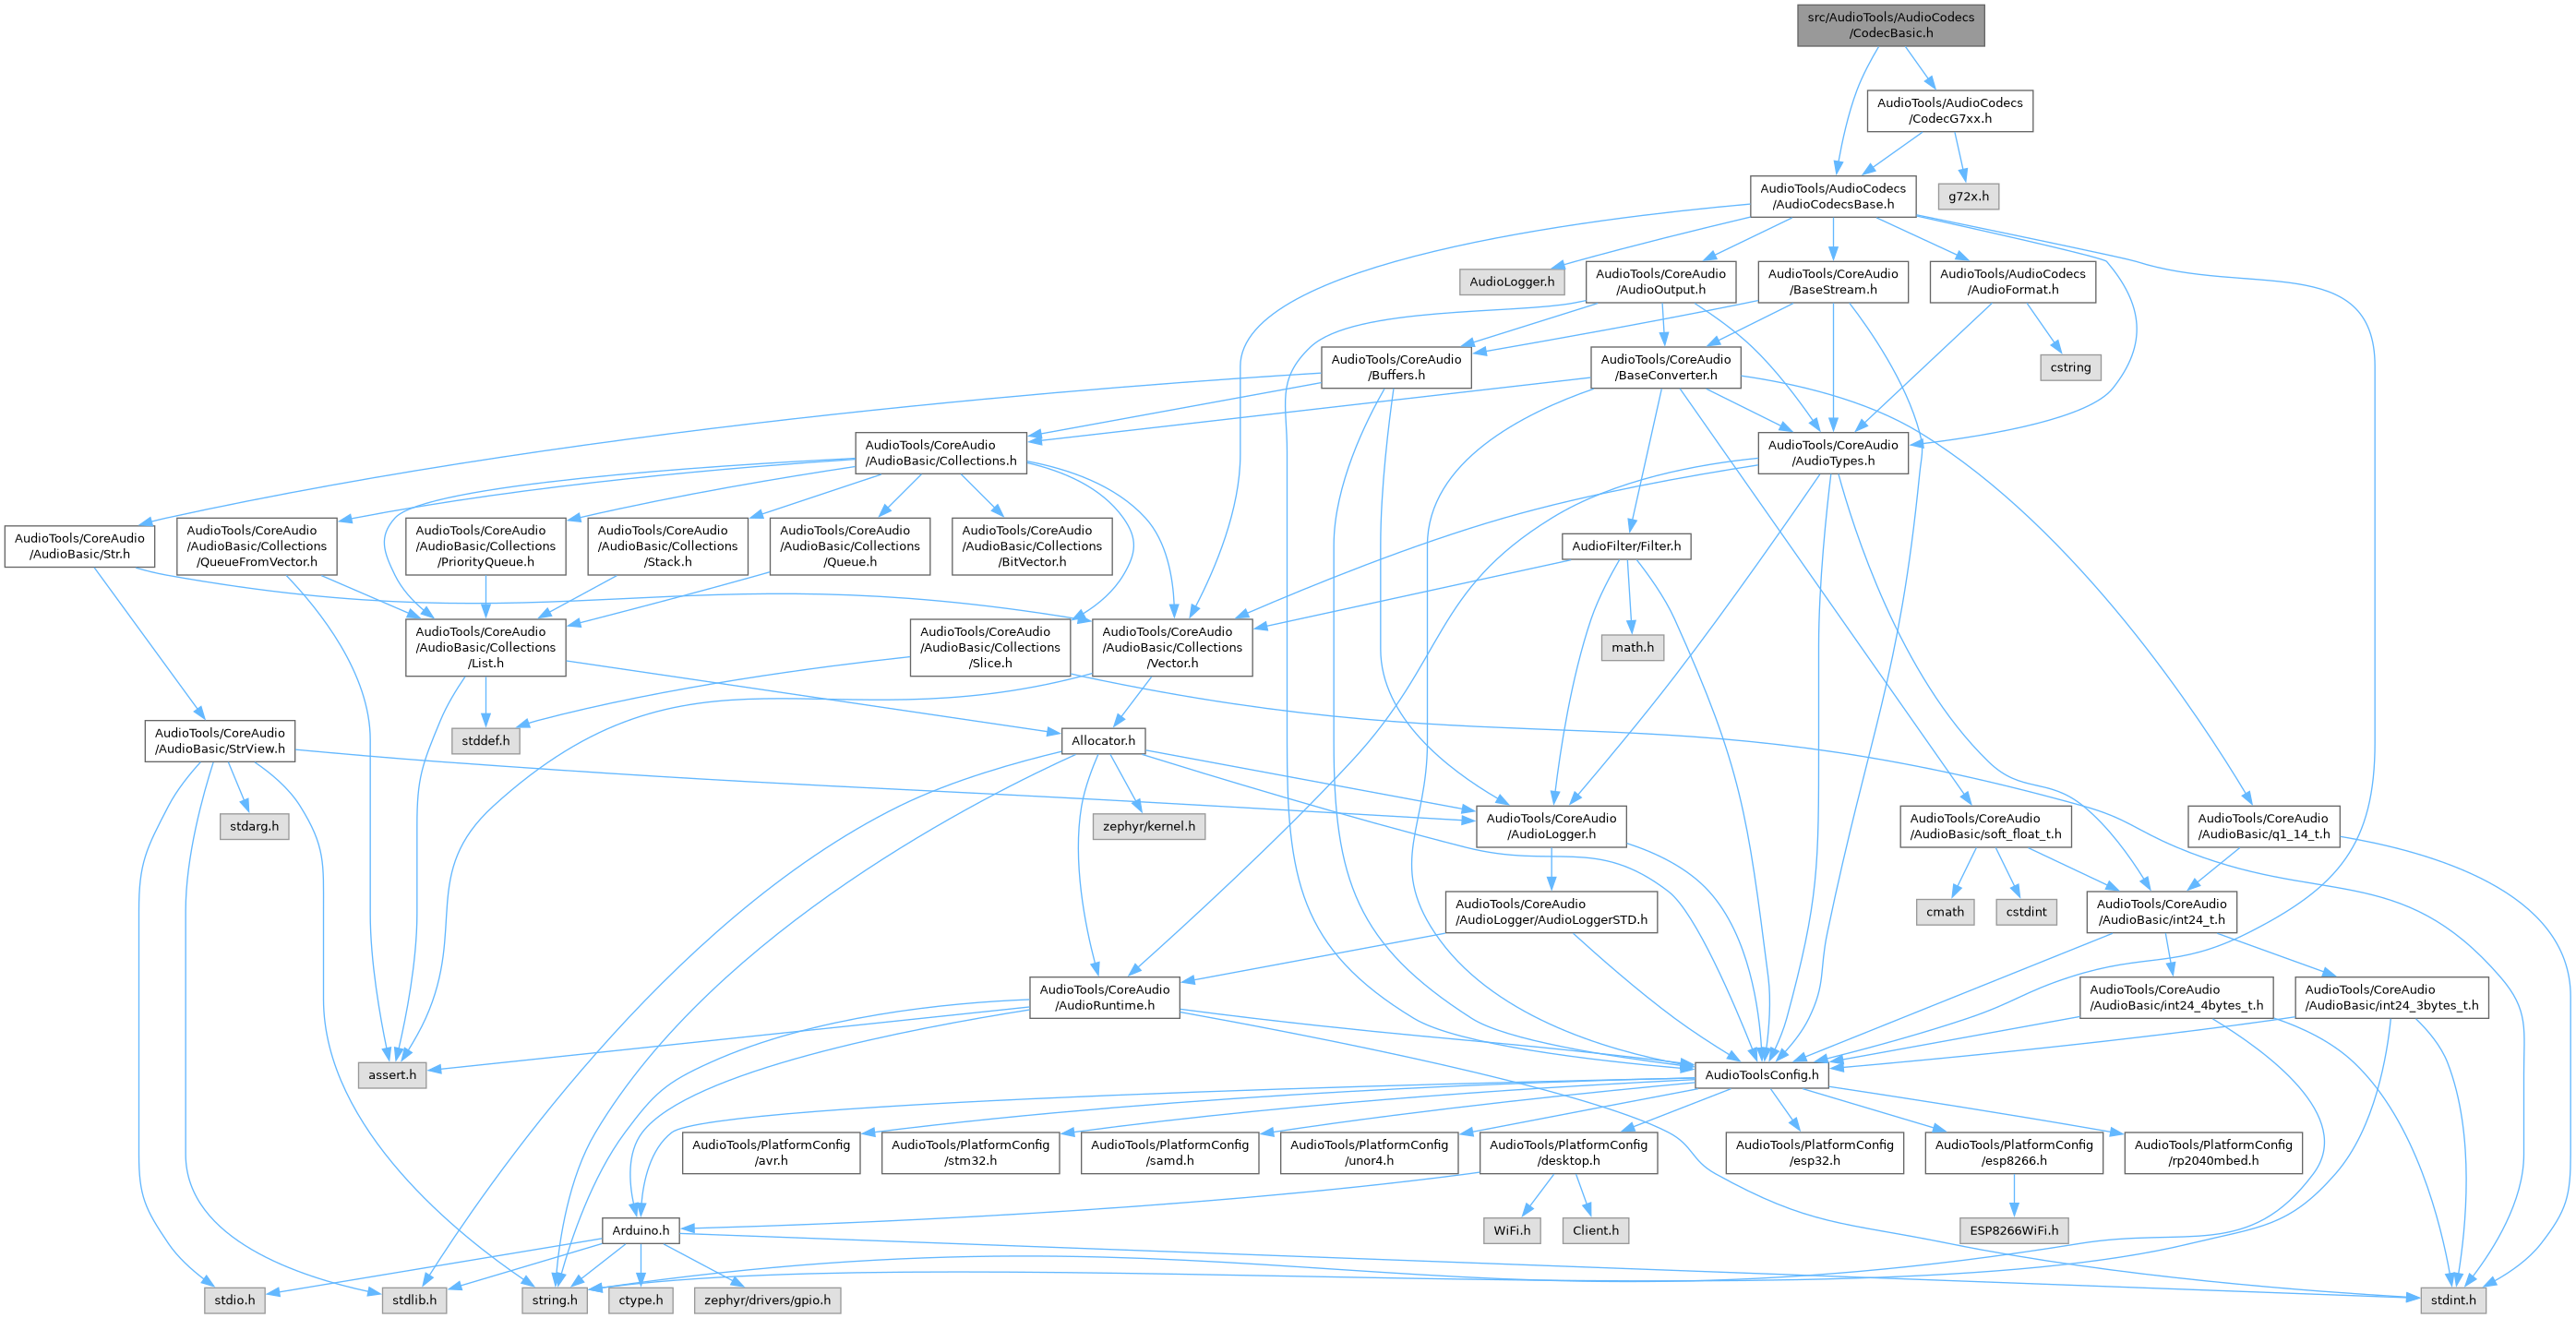 src/AudioTools/AudioCodecs
/CodecBasic.h
AudioTools/AudioCodecs
/CodecG7xx.h
AudioTools/AudioCodecs
/AudioCodecsBase.h
g72x.h
AudioLogger.h
AudioTools/CoreAudio
/AudioOutput.h
AudioTools/CoreAudio
/BaseStream.h
AudioTools/AudioCodecs
/AudioFormat.h
AudioTools/CoreAudio
/Buffers.h
AudioTools/CoreAudio
/BaseConverter.h
cstring
AudioTools/CoreAudio
/AudioBasic/Collections.h
AudioTools/CoreAudio
/AudioTypes.h
AudioTools/CoreAudio
/AudioBasic/Str.h
AudioTools/CoreAudio
/AudioBasic/Collections
/QueueFromVector.h
AudioTools/CoreAudio
/AudioBasic/Collections
/PriorityQueue.h
AudioTools/CoreAudio
/AudioBasic/Collections
/Stack.h
AudioTools/CoreAudio
/AudioBasic/Collections
/Queue.h
AudioTools/CoreAudio
/AudioBasic/Collections
/BitVector.h
AudioFilter/Filter.h
AudioTools/CoreAudio
/AudioBasic/Collections
/List.h
AudioTools/CoreAudio
/AudioBasic/Collections
/Slice.h
AudioTools/CoreAudio
/AudioBasic/Collections
/Vector.h
math.h
AudioTools/CoreAudio
/AudioBasic/StrView.h
stddef.h
Allocator.h
stdarg.h
zephyr/kernel.h
AudioTools/CoreAudio
/AudioLogger.h
AudioTools/CoreAudio
/AudioBasic/soft_float_t.h
AudioTools/CoreAudio
/AudioBasic/q1_14_t.h
AudioTools/CoreAudio
/AudioLogger/AudioLoggerSTD.h
cmath
cstdint
AudioTools/CoreAudio
/AudioBasic/int24_t.h
AudioTools/CoreAudio
/AudioRuntime.h
AudioTools/CoreAudio
/AudioBasic/int24_4bytes_t.h
AudioTools/CoreAudio
/AudioBasic/int24_3bytes_t.h
assert.h
AudioToolsConfig.h
AudioTools/PlatformConfig
/avr.h
AudioTools/PlatformConfig
/stm32.h
AudioTools/PlatformConfig
/samd.h
AudioTools/PlatformConfig
/unor4.h
AudioTools/PlatformConfig
/desktop.h
AudioTools/PlatformConfig
/esp32.h
AudioTools/PlatformConfig
/esp8266.h
AudioTools/PlatformConfig
/rp2040mbed.h
Arduino.h
WiFi.h
Client.h
ESP8266WiFi.h
stdio.h
stdlib.h
string.h
ctype.h
zephyr/drivers/gpio.h
stdint.h